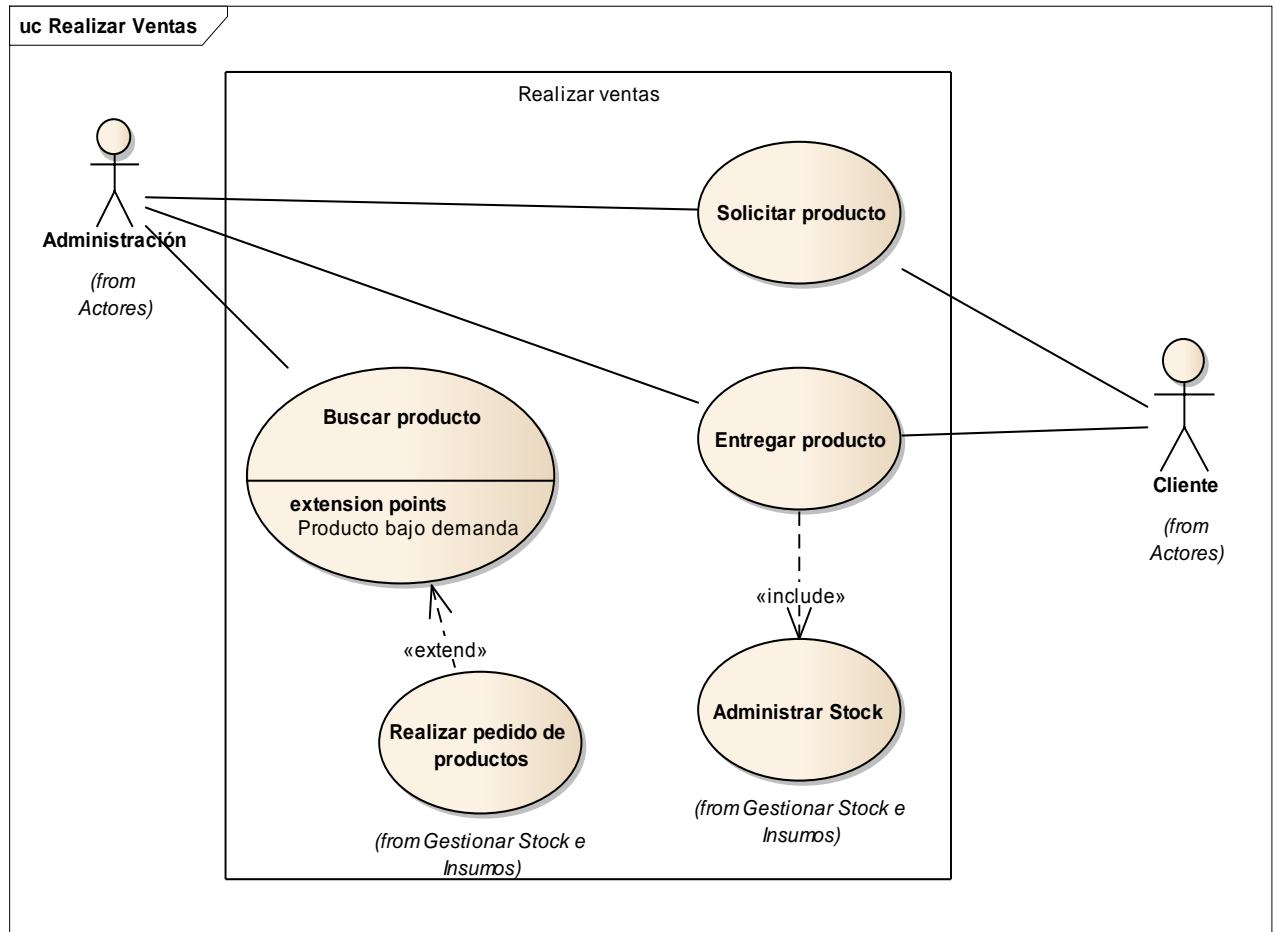 uc Realizar Ventas
Realizar ventas
Administración
(from
Actores)
Solicitar producto
Buscar producto
extension points
Producto bajo demanda
Entregar producto
Cliente
(from
Actores)
«include»
«extend»
Realizar pedido de
productos
(from Gestionar Stock e
Insumos)
Administrar Stock
(from Gestionar Stock e
Insumos)